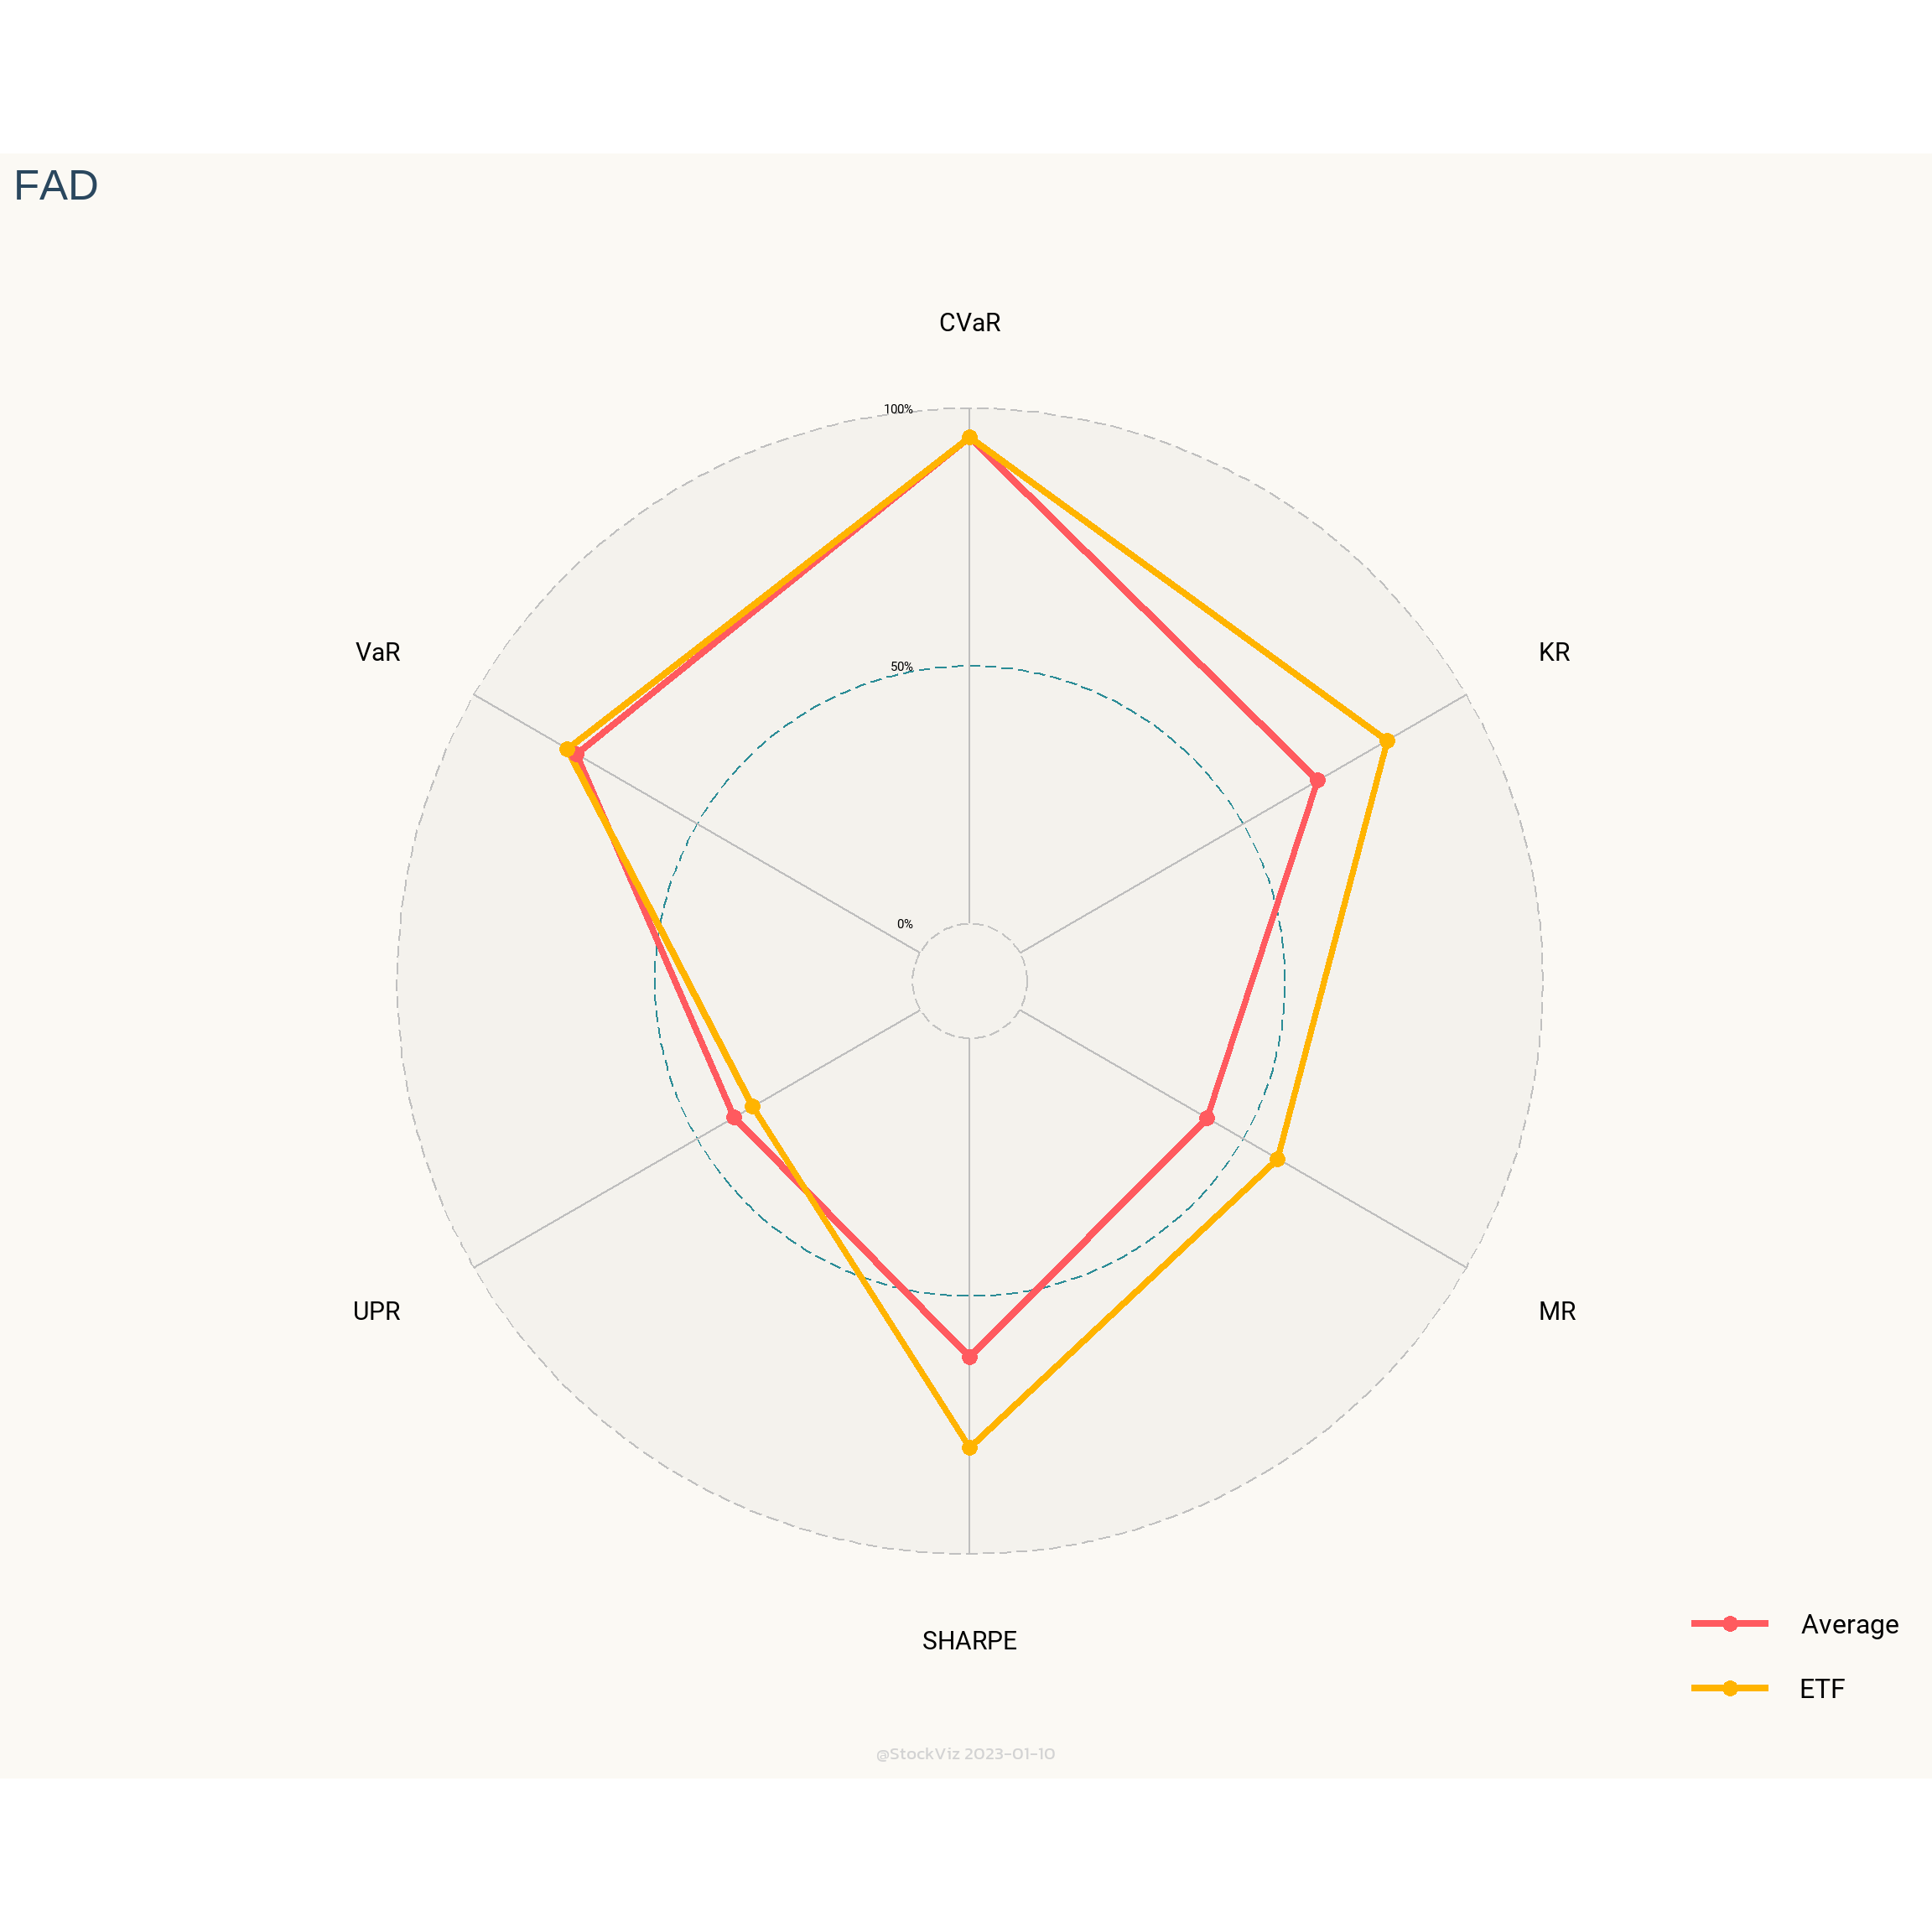 FAD
CVaR
100%
VaR
KR
50%
0%
UPR
MR
SHARPE
Average
ETF
@StockViz 2023-01-10